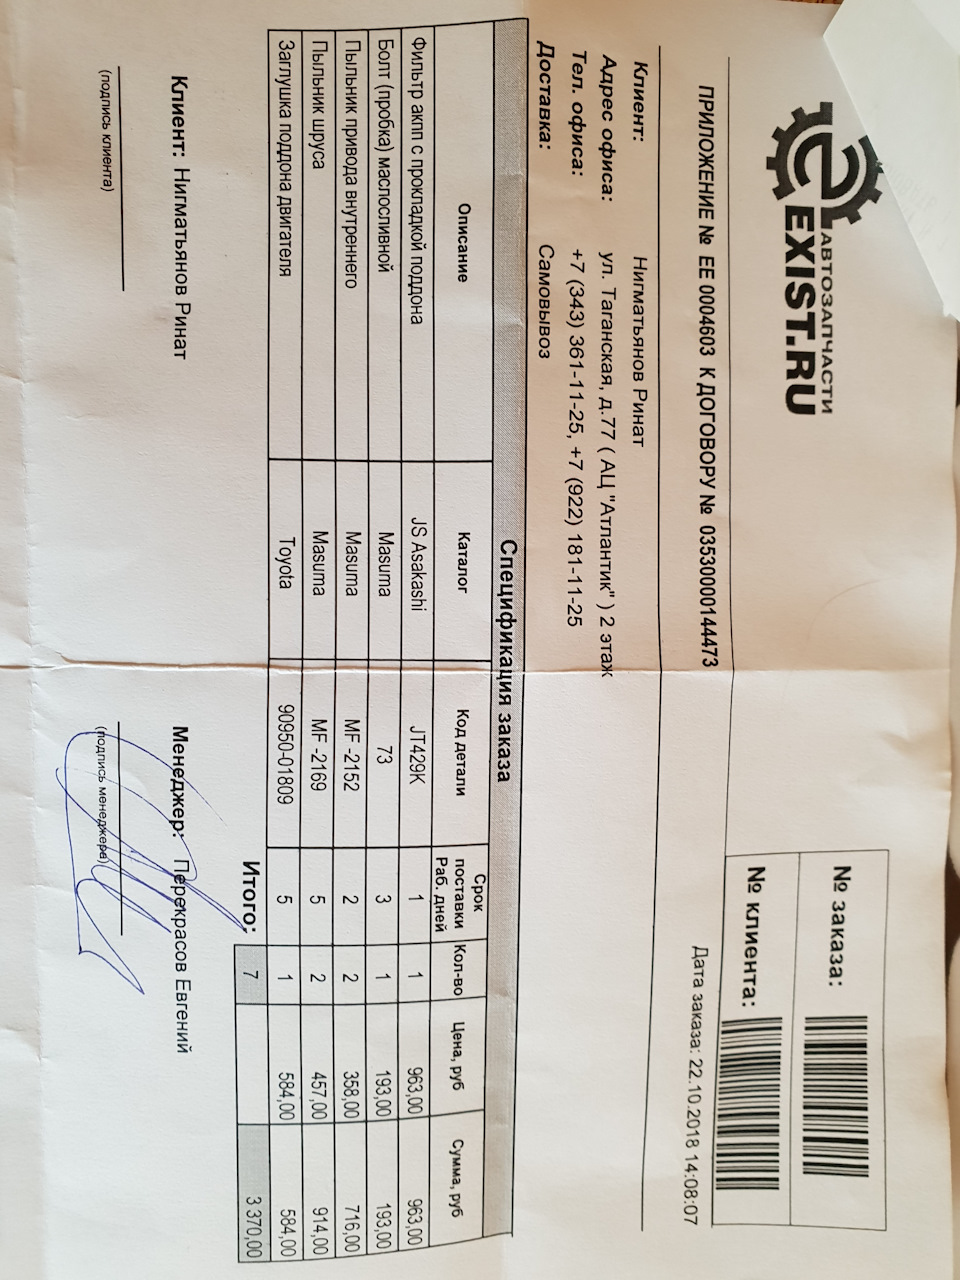 АВТОЗАПЧАСТИ
EXIST.RU
№ заказа:
№ клиента:
ПРИЛОЖЕНИЕ № ЕЕ 0004603 К ДОГОВОРУ № 0353000144473
Дата заказа: 22.10.2018 14:08:07
Клиент: Нигматьянов Ринат
Адрес офиса: ул. Таганская, д.77 ( АЦ "Атлантик" ) 2 этаж
Тел. офиса: +7 (343) 361-11-25, +7 (922) 181-11-25
Доставка: Самовывоз
Спецификация заказа
Описание Каталог Код детали Срок поставки Раб. дней Кол-во Цена, руб Сумма, руб
Фильтр акпп с прокладкой поддона JS Asakashi JT429K 1 1 963,00 963,00
Болт (пробка) маслосливной Masuma 73 3 1 193,00 193,00
Пыльник привода внутреннего Masuma MF-2152 2 2 358,00 716,00
Пыльник шруса Masuma MF-2169 5 2 457,00 914,00
Заглушка поддона двигателя Toyota 90950-01809 5 1 584,00 584,00
Итого: 7 3 370,00
Клиент: Нигматьянов Ринат Менеджер: Перекрасов Евгений
(подпись клиента) (подпись менеджера)